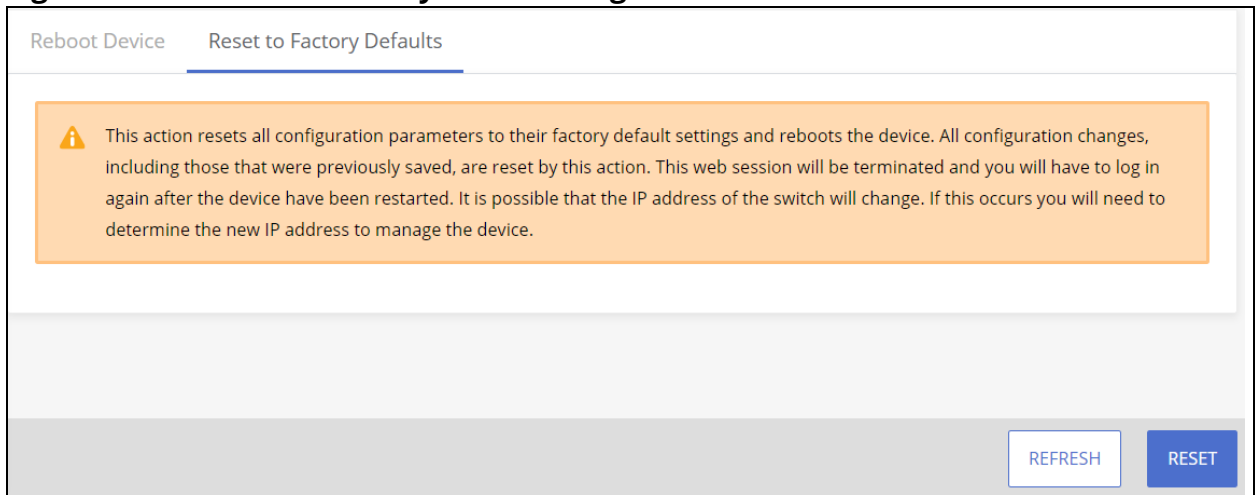 Reboot Device Reset to Factory Defaults
This action resets all configuration parameters to their factory default settings and reboots the device. All configuration changes,
including those that were previously saved, are reset by this action. This web session will be terminated and you will have to log in
again after the device have been restarted. It is possible that the IP address of the switch will change. If this occurs you will need to
determine the new IP address to manage the device.
REFRESH RESET